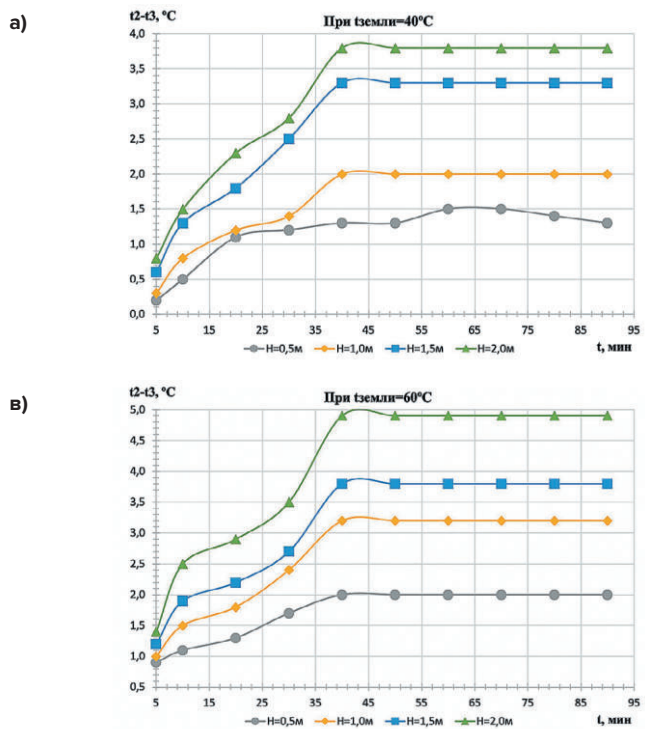 а)
t2-t3, ºC
При tземли=40ºC
4,0
3,5
3,0
2,5
2,0
1,5
1,0
0,5
0,0
5 15 25 35 45 55 65 75 85 95
t, мин
H=0,5м H=1,0м H=1,5м H=2,0м
в)
t2-t3, ºC
При tземли=60ºC
5,0
4,5
4,0
3,5
3,0
2,5
2,0
1,5
1,0
0,5
5 15 25 35 45 55 65 75 85 95
H=0,5м H=1,0м H=1,5м H=2,0м
t, мин